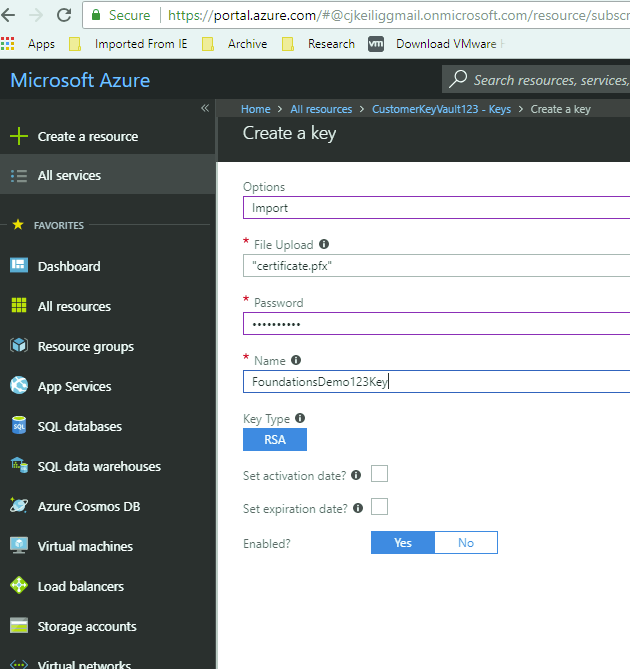 Secure https://portal.azure.com/#@cjkeiliggmail.onmicrosoft.com/resource/subscr
Apps Imported From IE Archive Research vm Download VMware
Microsoft Azure
Search resources, services,
Home > All resources > CustomerKeyVault123 - Keys > Create a key
Create a key
Create a resource
All services
FAVORITES
Dashboard
All resources
Resource groups
App Services
SQL databases
SQL data warehouses
Azure Cosmos DB
Virtual machines
Load balancers
Storage accounts
Virtual networks
Options
Import
* File Upload
"certificate.pfx"
* Password
••••••••••
* Name
FoundationsDemo123Key
Key Type
RSA
Set activation date?
Set expiration date?
Enabled? Yes No